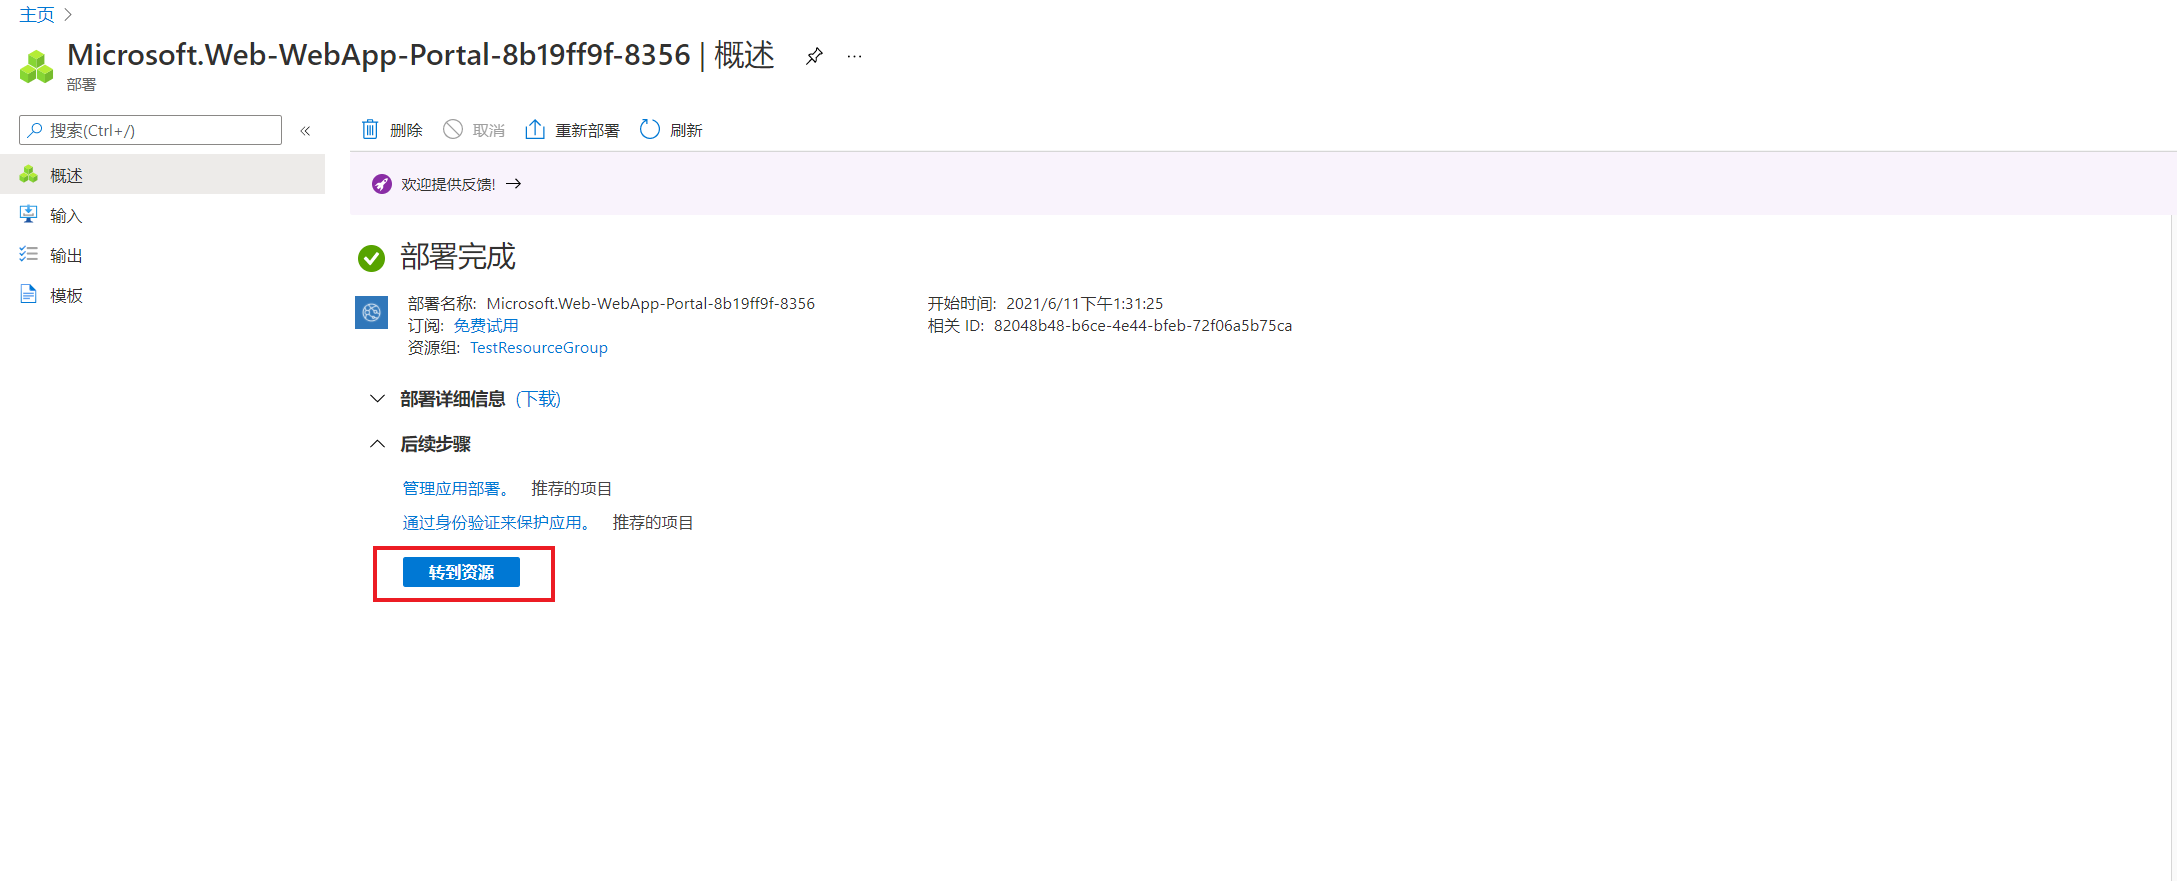 主页
Microsoft.Web-WebApp-Portal-8b19ff9f-8356 | 概述
部署
搜索(Ctrl+/)
删除 取消 重新部署 刷新
概述
输入
输出
模板
欢迎提供反馈!
部署完成
部署名称: Microsoft.Web-WebApp-Portal-8b19ff9f-8356
订阅: 免费试用
资源组: TestResourceGroup
开始时间: 2021/6/11下午1:31:25
相关 ID: 82048b48-b6ce-4e44-bfeb-72f06a5b75ca
部署详细信息 (下载)
后续步骤
管理应用部署。 推荐的项目
通过身份验证来保护应用。 推荐的项目
转到资源